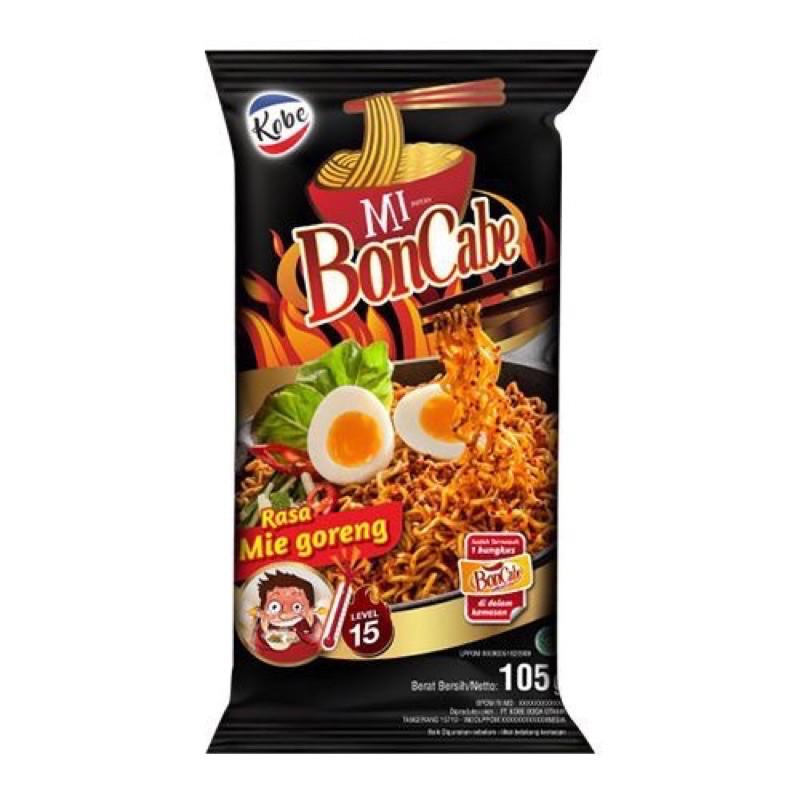 Kobe
MI
BonCabe
Rasa
Mie goreng
LEVEL
15
Sudah Termasuk
1 bungkus
BonCabe
di dalam
kemasan
Berat Bersih/Netto: 105g